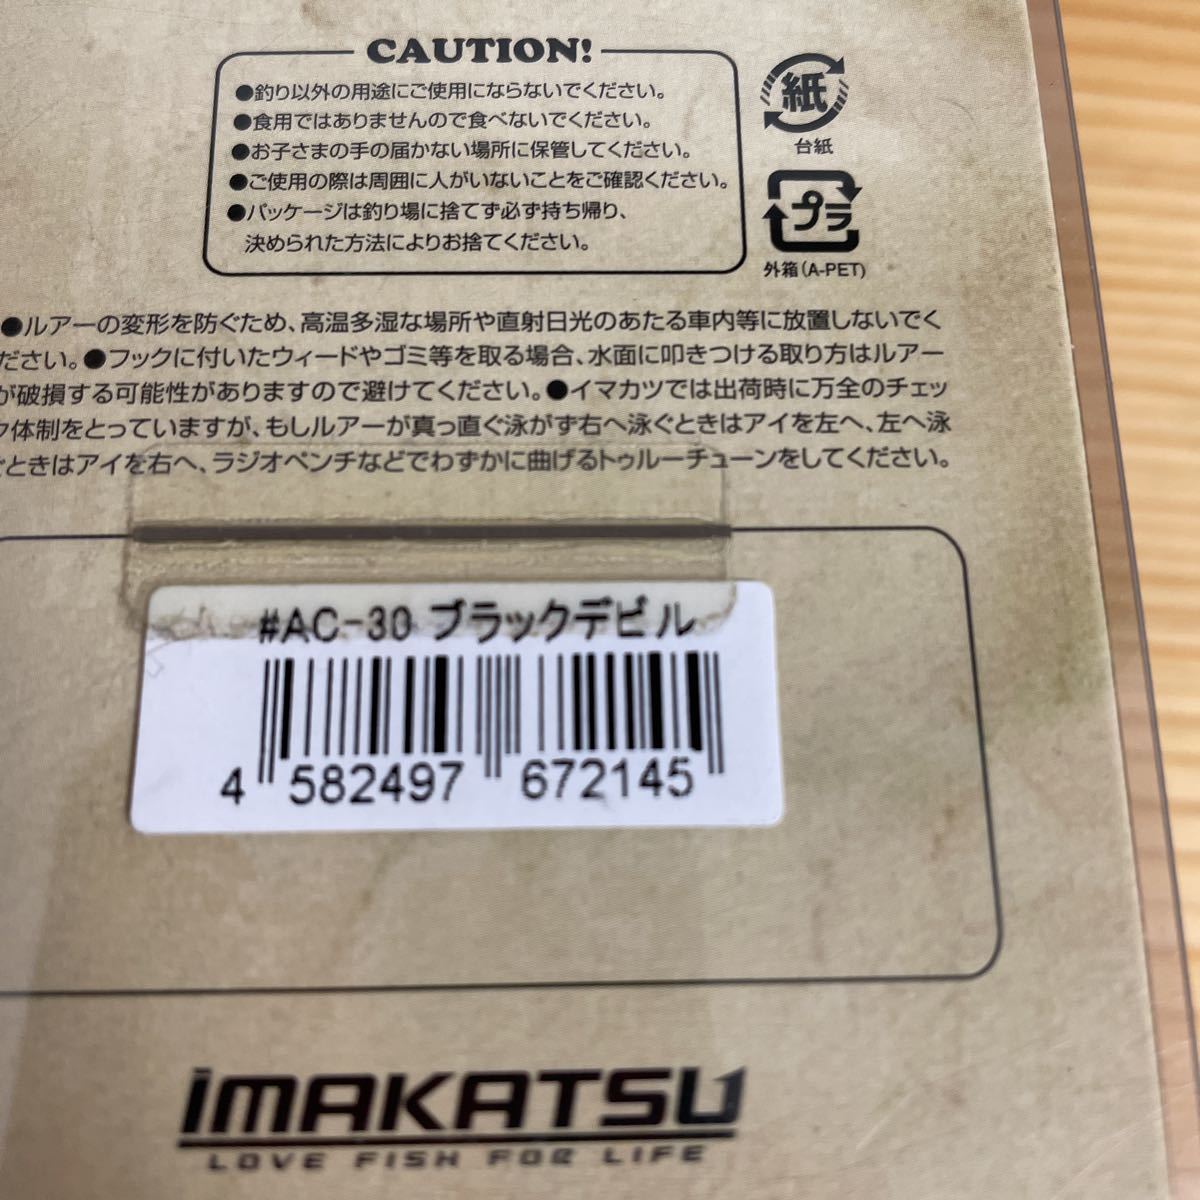 CAUTION!
●釣り以外の用途にご使用にならないでください。
●食用ではありませんので食べないでください。
●お子さまの手の届かない場所に保管してください。
●ご使用の際は周囲に人がいないことをご確認ください。
●パッケージは釣り場に捨てず必ず持ち帰り、
決められた方法によりお捨てください。
紙
台紙
プラ
外箱(A-PET)
●ルアーの変形を防ぐため、高温多湿な場所や直射日光のあたる車内等に放置しないでく
ださい。●フックに付いたウィードやゴミ等を取る場合、水面に叩きつける取り方はルアー
が破損する可能性がありますので避けてください。●イマカツでは出荷時に万全のチェッ
ク体制をとっていますが、もしルアーが真っ直ぐ泳がず右へ泳ぐときはアイを左へ、左へ泳
ぐときはアイを右へ、ラジオペンチなどでわずかに曲げるトゥルーチューンをしてください。
#AC-30 ブラックデビル
4 582497 672145
iMAKATSU
LOVE FISH FOR LIFE